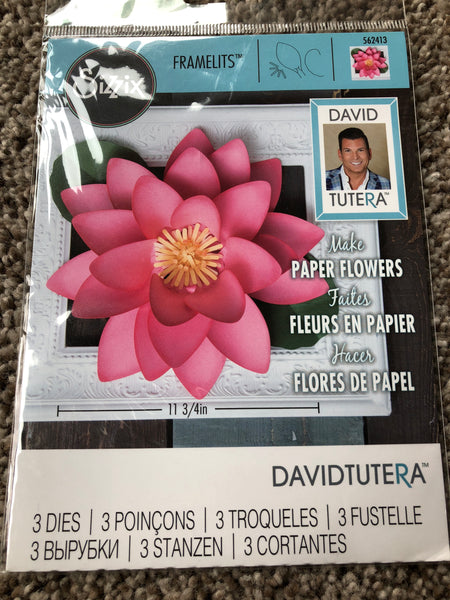 Sizzix
FRAMELITS™
562413
DAVID
TUTERA™
Make
PAPER FLOWERS
Faites
FLEURS EN PAPIER
Hacer
FLORES DE PAPEL
11 3/4in
DAVIDTUTERA™
3 DIES | 3 POINÇONS | 3 TROQUELES | 3 FUSTELLE
3 ВЫРУБКИ | 3 STANZEN | 3 CORTANTES